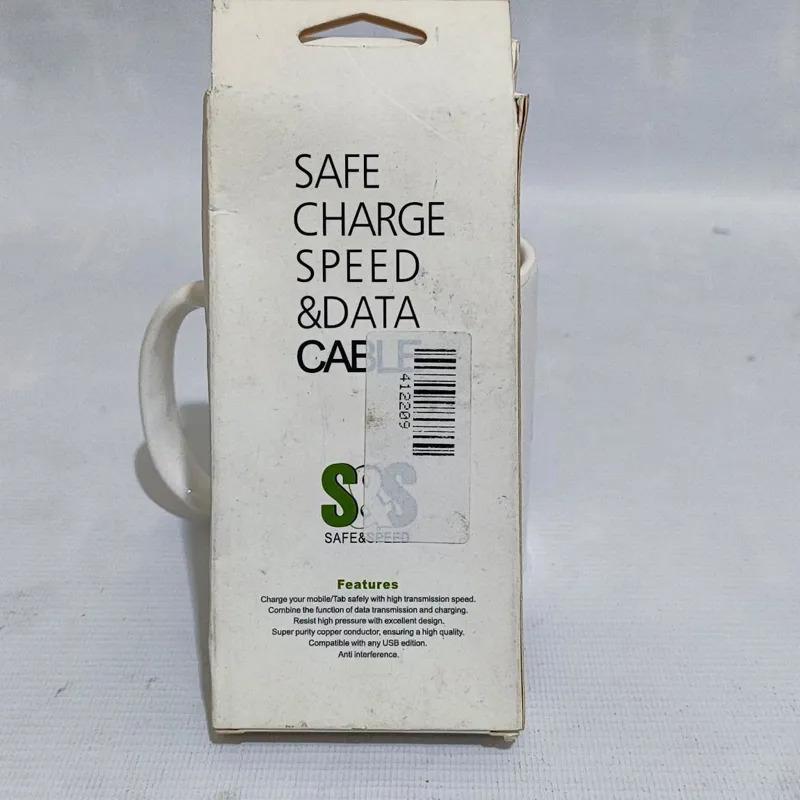 SAFE
CHARGE
SPEED
&DATA
CABLE
412209
S&S
SAFE&SPEED
Features
Charge your mobile/Tab safely with high transmission speed.
Combine the function of data transmission and charging.
Resist high pressure with excellent design.
Super purity copper conductor, ensuring a high quality.
Compatible with any USB edition.
Anti interference.